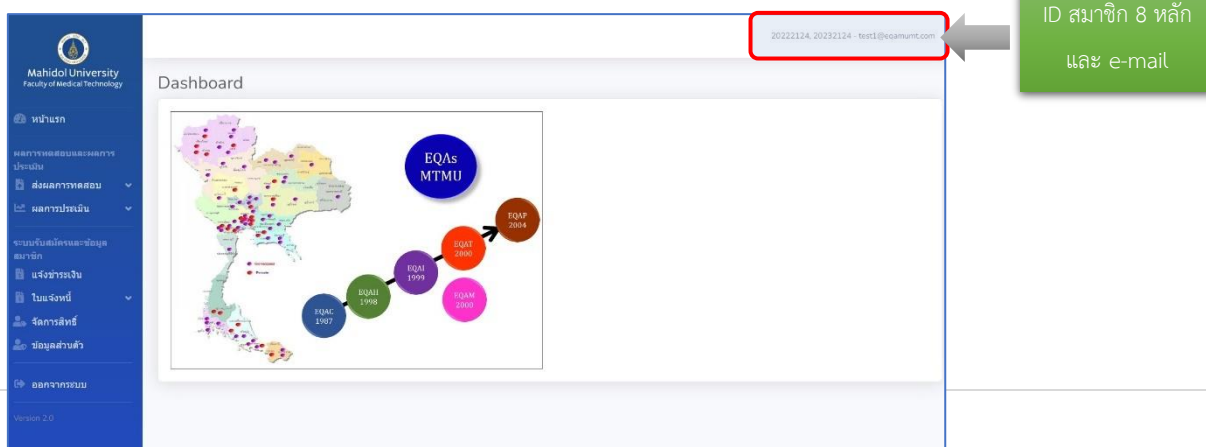 ID สมาชิก 8 หลัก
และ e-mail
20222124, 20232124 - test1@eqamumt.com
Mahidol University
Faculty of Medical Technology
Dashboard
หน้าแรก
ผลการทดสอบและผลการ
ประเมิน
ส่งผลการทดสอบ
ผลการประเมิน
ระบบรับสมัครและข้อมูล
สมาชิก
แจ้งชำระเงิน
ใบแจ้งหนี้
จัดการสิทธิ์
ข้อมูลส่วนตัว
ออกจากระบบ
Version 2.0
EQAs
MTMU
EQAP
2004
EQAT
2000
EQAI
1999
EQAM
2000
EQAH
1998
EQAC
1987